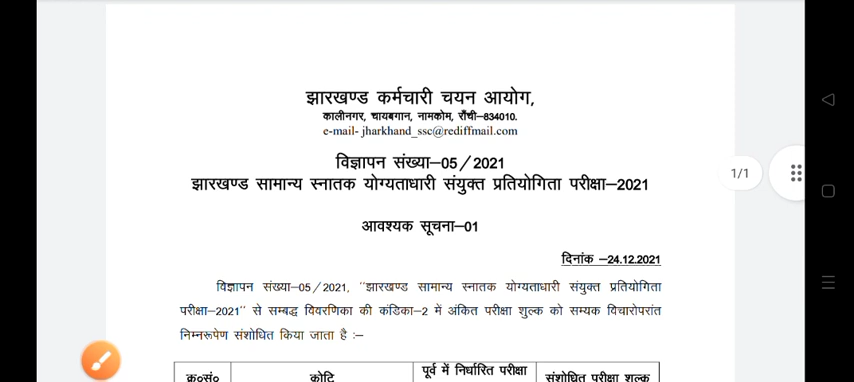 झारखण्ड कर्मचारी चयन आयोग,
कालीनगर, चायबगान, नामकोम, राँची–834010.
e-mail- jharkhand_ssc@rediffmail.com
विज्ञापन संख्या–05/2021
झारखण्ड सामान्य स्नातक योग्यताधारी संयुक्त प्रतियोगिता परीक्षा–2021
1/1
आवश्यक सूचना–01
दिनांक –24.12.2021
विज्ञापन संख्या–05/2021, "झारखण्ड सामान्य स्नातक योग्यताधारी संयुक्त प्रतियोगिता
परीक्षा–2021" से सम्बद्ध विवरणिका की कंडिका–2 में अंकित परीक्षा शुल्क को सम्यक विचारोपरांत
निम्नरूपेण संशोधित किया जाता है :–
क्र०सं० कोटि पूर्व में निर्धारित परीक्षा संशोधित परीक्षा शुल्क